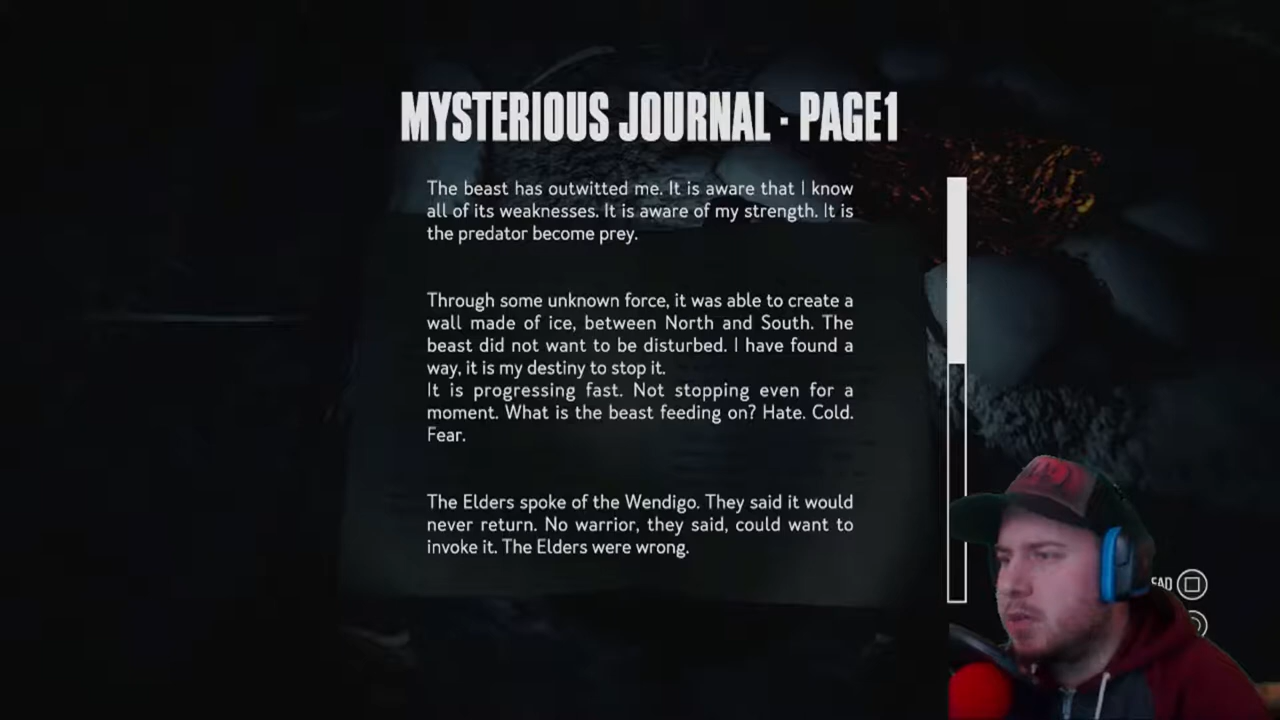 MYSTERIOUS JOURNAL - PAGE1
The beast has outwitted me. It is aware that I know
all of its weaknesses. It is aware of my strength. It is
the predator become prey.
Through some unknown force, it was able to create a
wall made of ice, between North and South. The
beast did not want to be disturbed. I have found a
way, it is my destiny to stop it.
It is progressing fast. Not stopping even for a
moment. What is the beast feeding on? Hate. Cold.
Fear.
The Elders spoke of the Wendigo. They said it would
never return. No warrior, they said, could want to
invoke it. The Elders were wrong.